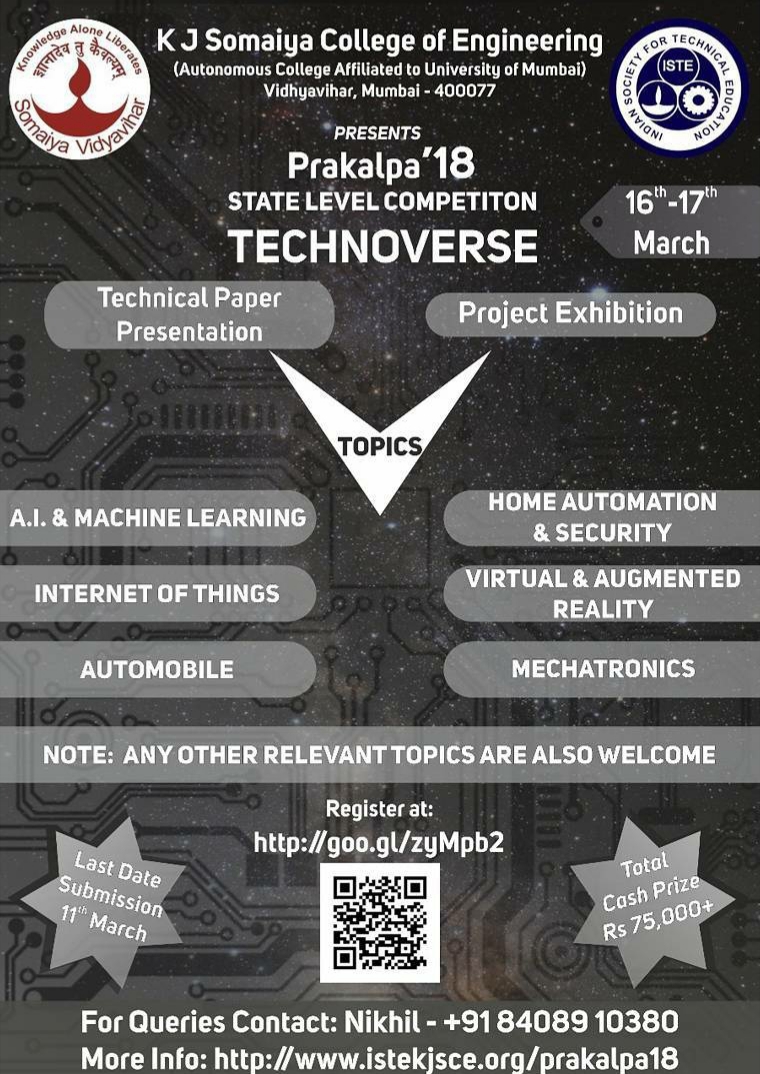 Knowledge Alone Liberates
ज्ञानादेव तु कैवल्यम्
Somaiya Vidyavihar
K J Somaiya College of Engineering
(Autonomous College Affiliated to University of Mumbai)
Vidhyavihar, Mumbai - 400077
INDIAN SOCIETY FOR TECHNICAL EDUCATION
ISTE
PRESENTS
Prakalpa’18
STATE LEVEL COMPETITON
TECHNOVERSE
16th-17th
March
Technical Paper
Presentation
Project Exhibition
TOPICS
A.I. & MACHINE LEARNING
HOME AUTOMATION
& SECURITY
INTERNET OF THINGS
VIRTUAL & AUGMENTED
REALITY
AUTOMOBILE
MECHATRONICS
NOTE: ANY OTHER RELEVANT TOPICS ARE ALSO WELCOME
Register at:
http://goo.gl/zyMpb2
Last Date
Submission
11th March
Total
Cash Prize
Rs 75,000+
For Queries Contact: Nikhil - +91 84089 10380
More Info: http://www.istekjsce.org/prakalpa18